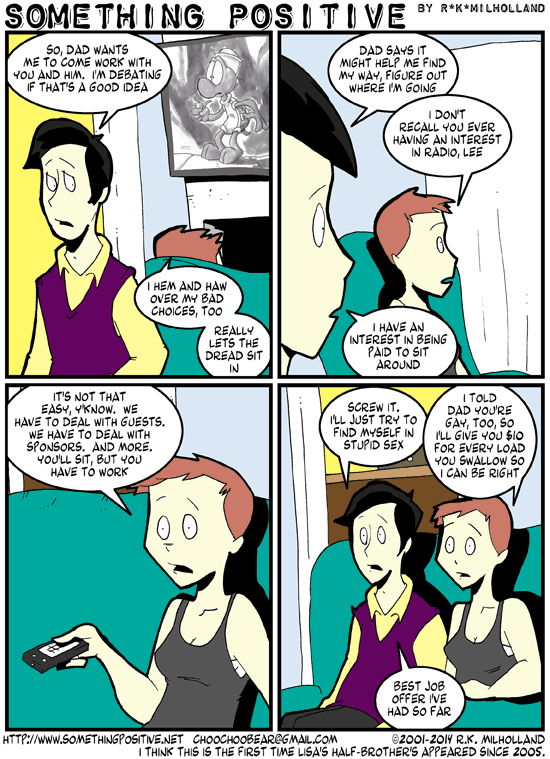 SOMETHING POSITIVE BY R*K*MILHOLLAND
SO, DAD WANTS
ME TO COME WORK WITH
YOU AND HIM. I'M DEBATING
IF THAT'S A GOOD IDEA
I HEM AND HAW
OVER MY BAD
CHOICES, TOO
REALLY
LETS THE
DREAD SIT
IN
DAD SAYS IT
MIGHT HELP ME FIND
MY WAY, FIGURE OUT
WHERE I'M GOING
I DON'T
RECALL YOU EVER
HAVING AN INTEREST
IN RADIO, LEE
I HAVE AN
INTEREST IN BEING
PAID TO SIT
AROUND
IT'S NOT THAT
EASY, Y'KNOW. WE
HAVE TO DEAL WITH GUESTS.
WE HAVE TO DEAL WITH
SPONSORS. AND MORE.
YOU'LL SIT, BUT YOU
HAVE TO WORK
SCREW IT.
I'LL JUST TRY TO
FIND MYSELF IN
STUPID SEX
I TOLD
DAD YOU'RE
GAY, TOO, SO
I'LL GIVE YOU $10
FOR EVERY LOAD
YOU SWALLOW SO
I CAN BE RIGHT
BEST JOB
OFFER I'VE
HAD SO FAR
HTTP://WWW.SOMETHINGPOSITIVE.NET CHOOCHOOBEAR@GMAIL.COM ©2001-2014 R.K. MILHOLLAND
I THINK THIS IS THE FIRST TIME LISA'S HALF-BROTHER'S APPEARED SINCE 2005.